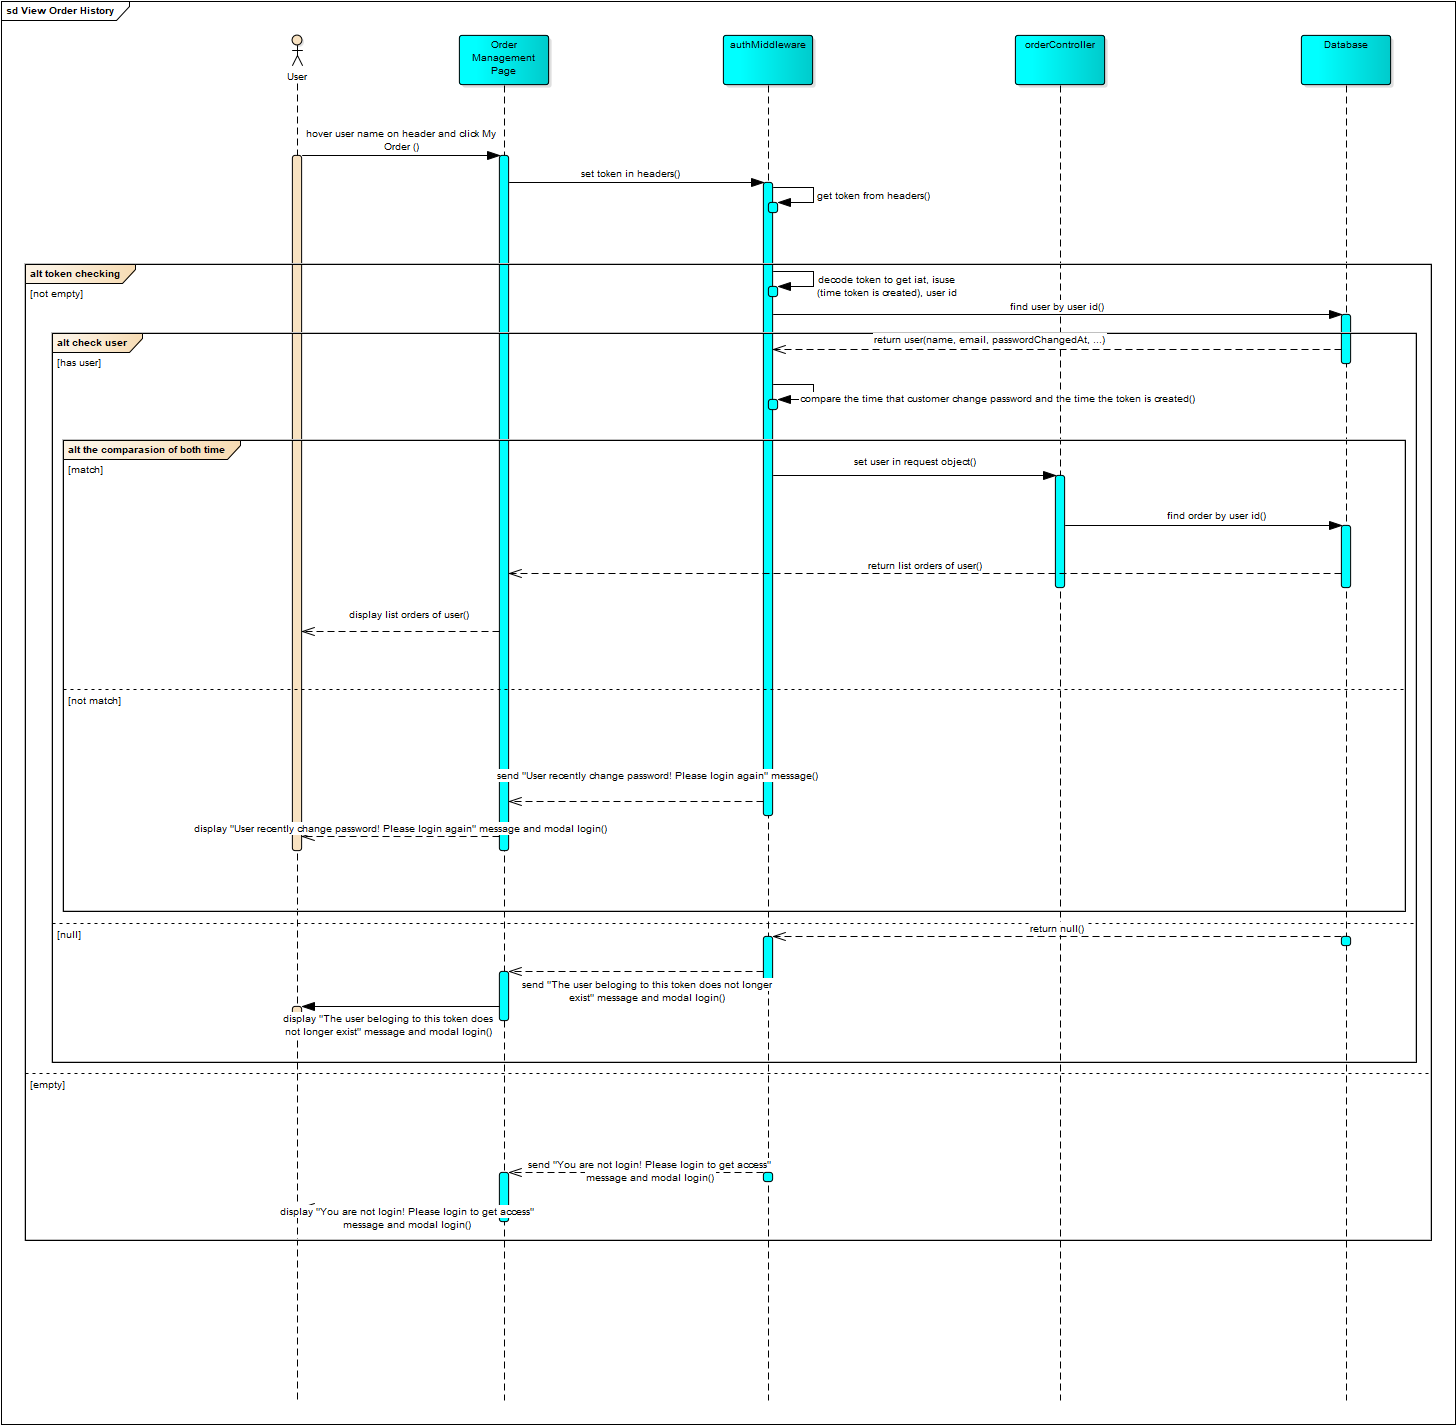 sd View Order History
User
Order
Management
Page
authMiddleware
orderController
Database
hover user name on header and click My
Order ()
set token in headers()
get token from headers()
alt token checking
[not empty]
decode token to get iat, isuse
(time token is created), user id
find user by user id()
alt check user
[has user]
return user(name, email, passwordChangedAt, ...)
compare the time that customer change password and the time the token is created()
alt the comparasion of both time
[match]
set user in request object()
find order by user id()
return list orders of user()
display list orders of user()
[not match]
send "User recently change password! Please login again" message()
display "User recently change password! Please login again" message and modal login()
[null]
return null()
send "The user beloging to this token does not longer
exist" message and modal login()
display "The user beloging to this token does
not longer exist" message and modal login()
[empty]
send "You are not login! Please login to get access"
message and modal login()
display "You are not login! Please login to get access"
message and modal login()